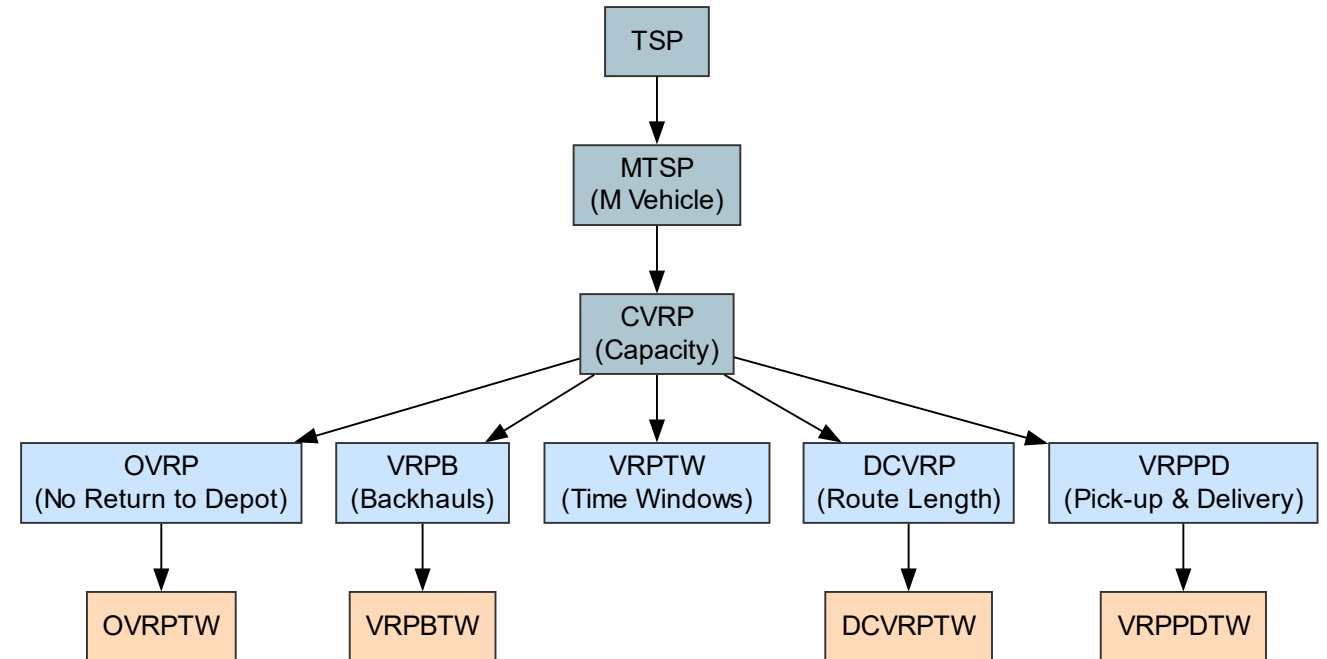 TSP
MTSP
(M Vehicle)
CVRP
(Capacity)
OVRP
(No Return to Depot)
VRPB
(Backhauls)
VRPTW
(Time Windows)
DCVRP
(Route Length)
VRPPD
(Pick-up & Delivery)
OVRPTW
VRPBTW
DCVRPTW
VRPPDTW